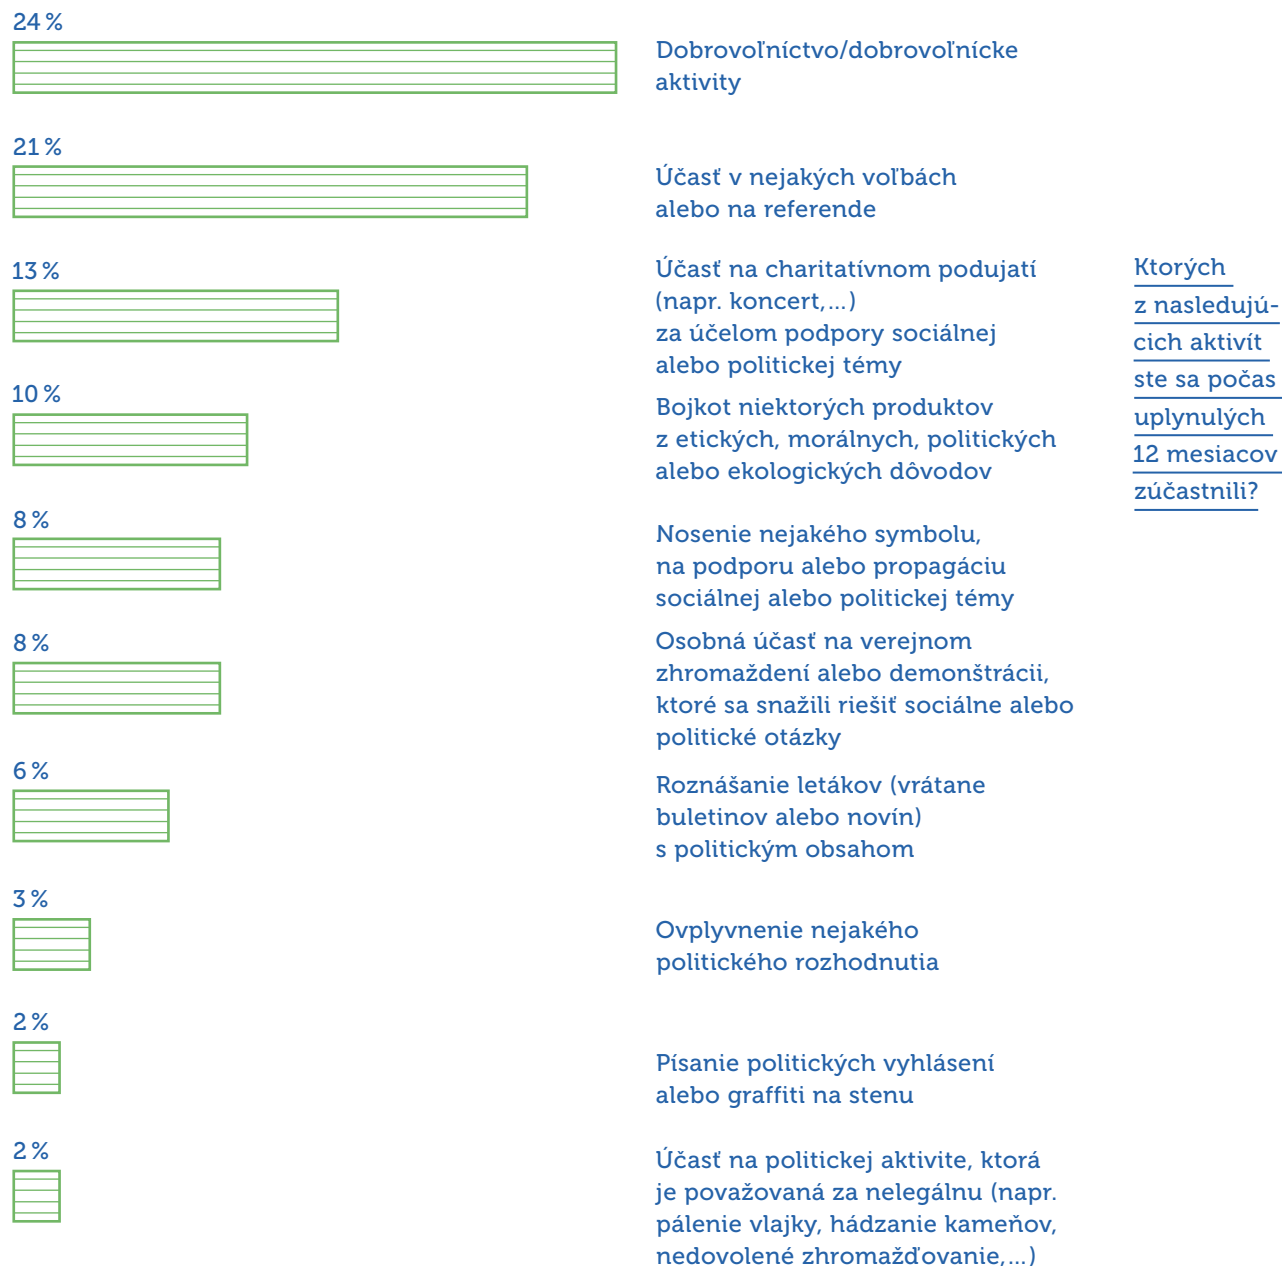 24 %
Dobrovoľníctvo/dobrovoľnícke
aktivity
21 %
Účasť v nejakých voľbách
alebo na referende
13 %
Účasť na charitatívnom podujatí
(napr. koncert,...)
za účelom podpory sociálnej
alebo politickej témy
10 %
Bojkot niektorých produktov
z etických, morálnych, politických
alebo ekologických dôvodov
8 %
Nosenie nejakého symbolu,
na podporu alebo propagáciu
sociálnej alebo politickej témy
8 %
Osobná účasť na verejnom
zhromaždení alebo demonštrácii,
ktoré sa snažili riešiť sociálne alebo
politické otázky
6 %
Roznášanie letákov (vrátane
buletinov alebo novín)
s politickým obsahom
3 %
Ovplyvnenie nejakého
politického rozhodnutia
2 %
Písanie politických vyhlásení
alebo graffiti na stenu
2 %
Účasť na politickej aktivite, ktorá
je považovaná za nelegálnu (napr.
pálenie vlajky, hádzanie kameňov,
nedovolené zhromažďovanie,...)
Ktorých
z nasledujú-
cich aktivít
ste sa počas
uplynulých
12 mesiacov
zúčastnili?